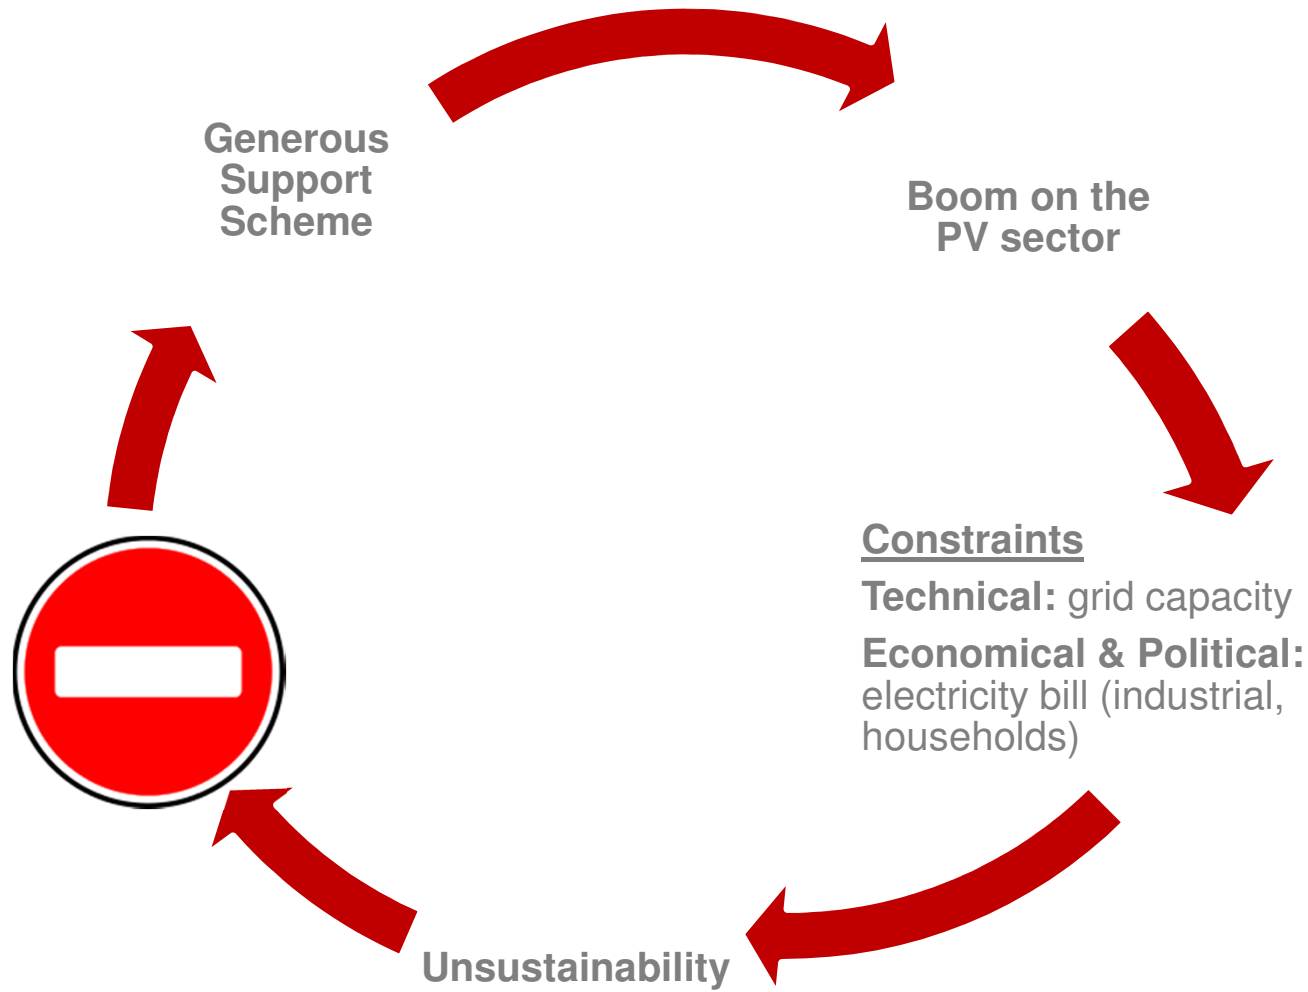 Generous
Support
Scheme
Boom on the
PV sector
Constraints
Technical: grid capacity
Economical & Political:
electricity bill (industrial,
households)
Unsustainability